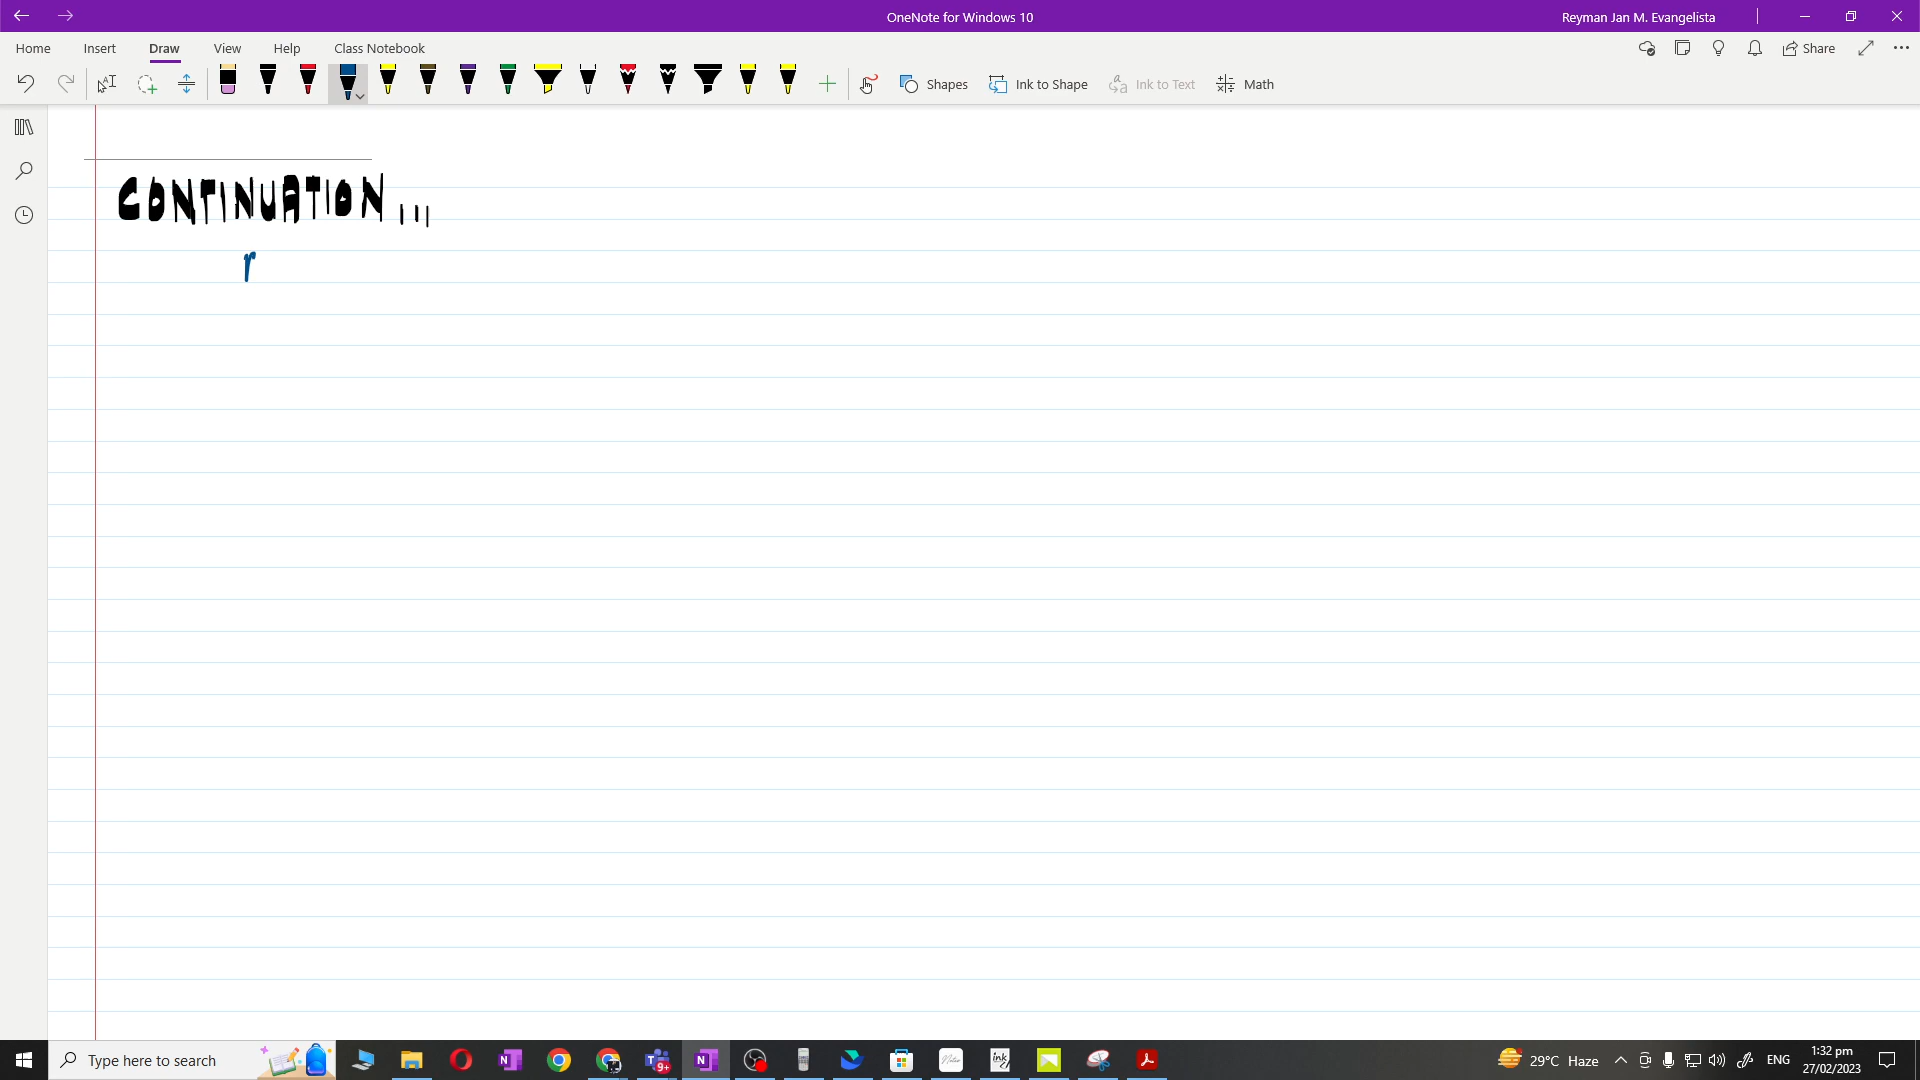 OneNote for Windows 10
Reyman Jan M. Evangelista
Home Insert Draw View Help Class Notebook
Share
Shapes Ink to Shape Ink to Text Math
CONTINUATION...
r
Type here to search
9+
29°C Haze
ENG
1:32 pm
27/02/2023